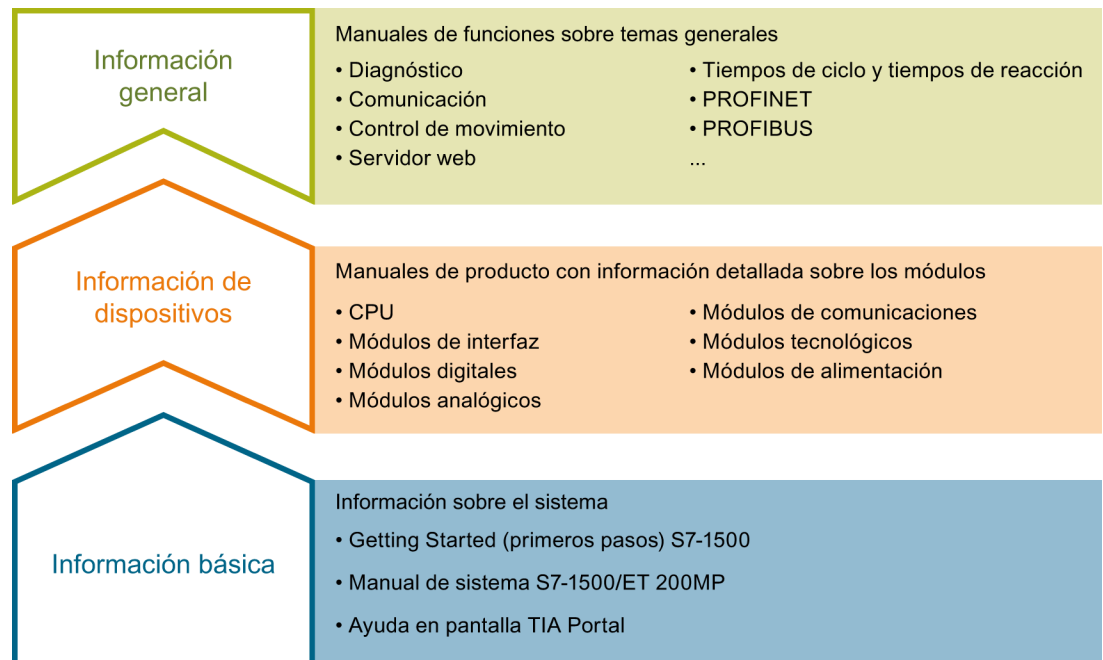 Información
general
Manuales de funciones sobre temas generales
• Diagnóstico
• Comunicación
• Control de movimiento
• Servidor web
• Tiempos de ciclo y tiempos de reacción
• PROFINET
• PROFIBUS
...
Información de
dispositivos
Manuales de producto con información detallada sobre los módulos
• CPU
• Módulos de interfaz
• Módulos digitales
• Módulos analógicos
• Módulos de comunicaciones
• Módulos tecnológicos
• Módulos de alimentación
Información básica
Información sobre el sistema
• Getting Started (primeros pasos) S7-1500
• Manual de sistema S7-1500/ET 200MP
• Ayuda en pantalla TIA Portal